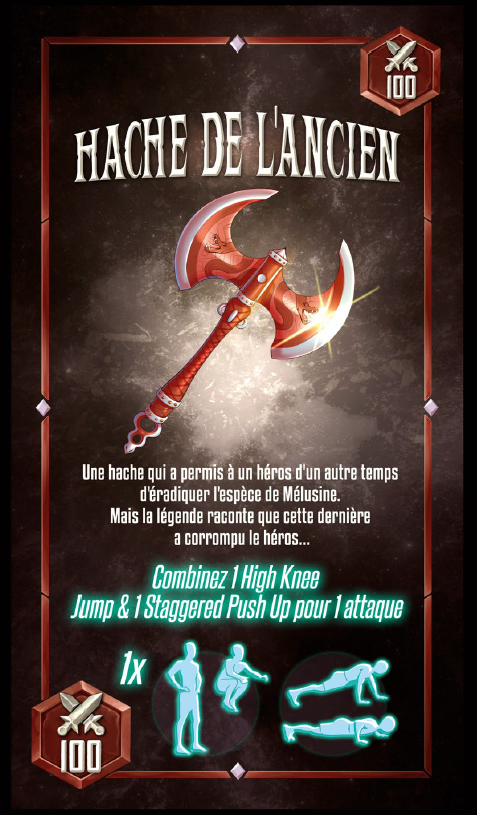 100
HACHE DE L'ANCIEN
Une hache qui a permis à un héros d'un autre temps
d'éradiquer l'espèce de Mélusine.
Mais la légende raconte que cette dernière
a corrompu le héros...
Combinez 1 High Knee
Jump & 1 Staggered Push Up pour 1 attaque
1x
100